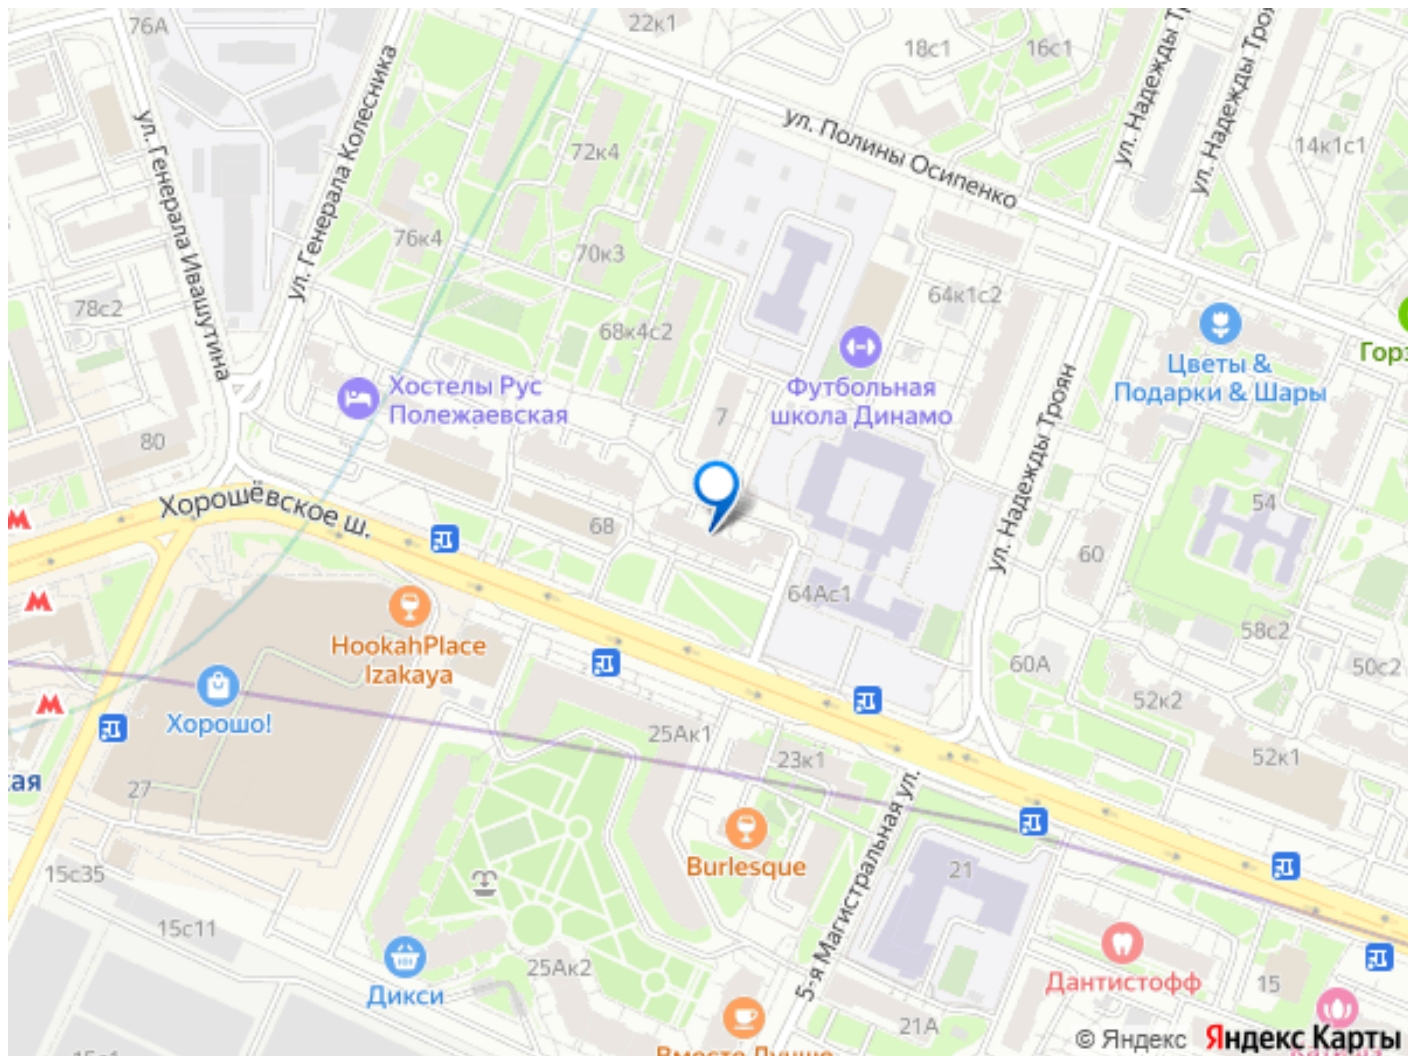 76А
22к1
18с1
16с1
ул. Надежды Т
ул. Надежды Троян
ул. Генерала Колесника
ул. Генерала Ивашутина
72к4
ул. Полины Осипенко
14к1с1
76к4
70к3
78с2
64к1с2
68к4с2
Цветы &
Подарки & Шары
Хостелы Рус
Полежаевская
7
Футбольная
школа Динамо
ул. Надежды Троян
80
Хорошёвское ш.
68
54
60
64Ас1
58с2
HookahPlace
Izakaya
60А
50с2
52к2
Хорошо!
25Ак1
23к1
52к1
27
5-я Магистральная ул.
Burlesque
21
15с35
15с11
25Ак2
Дикси
Дантистофф
15
21А
© Яндекс Яндекс Карты